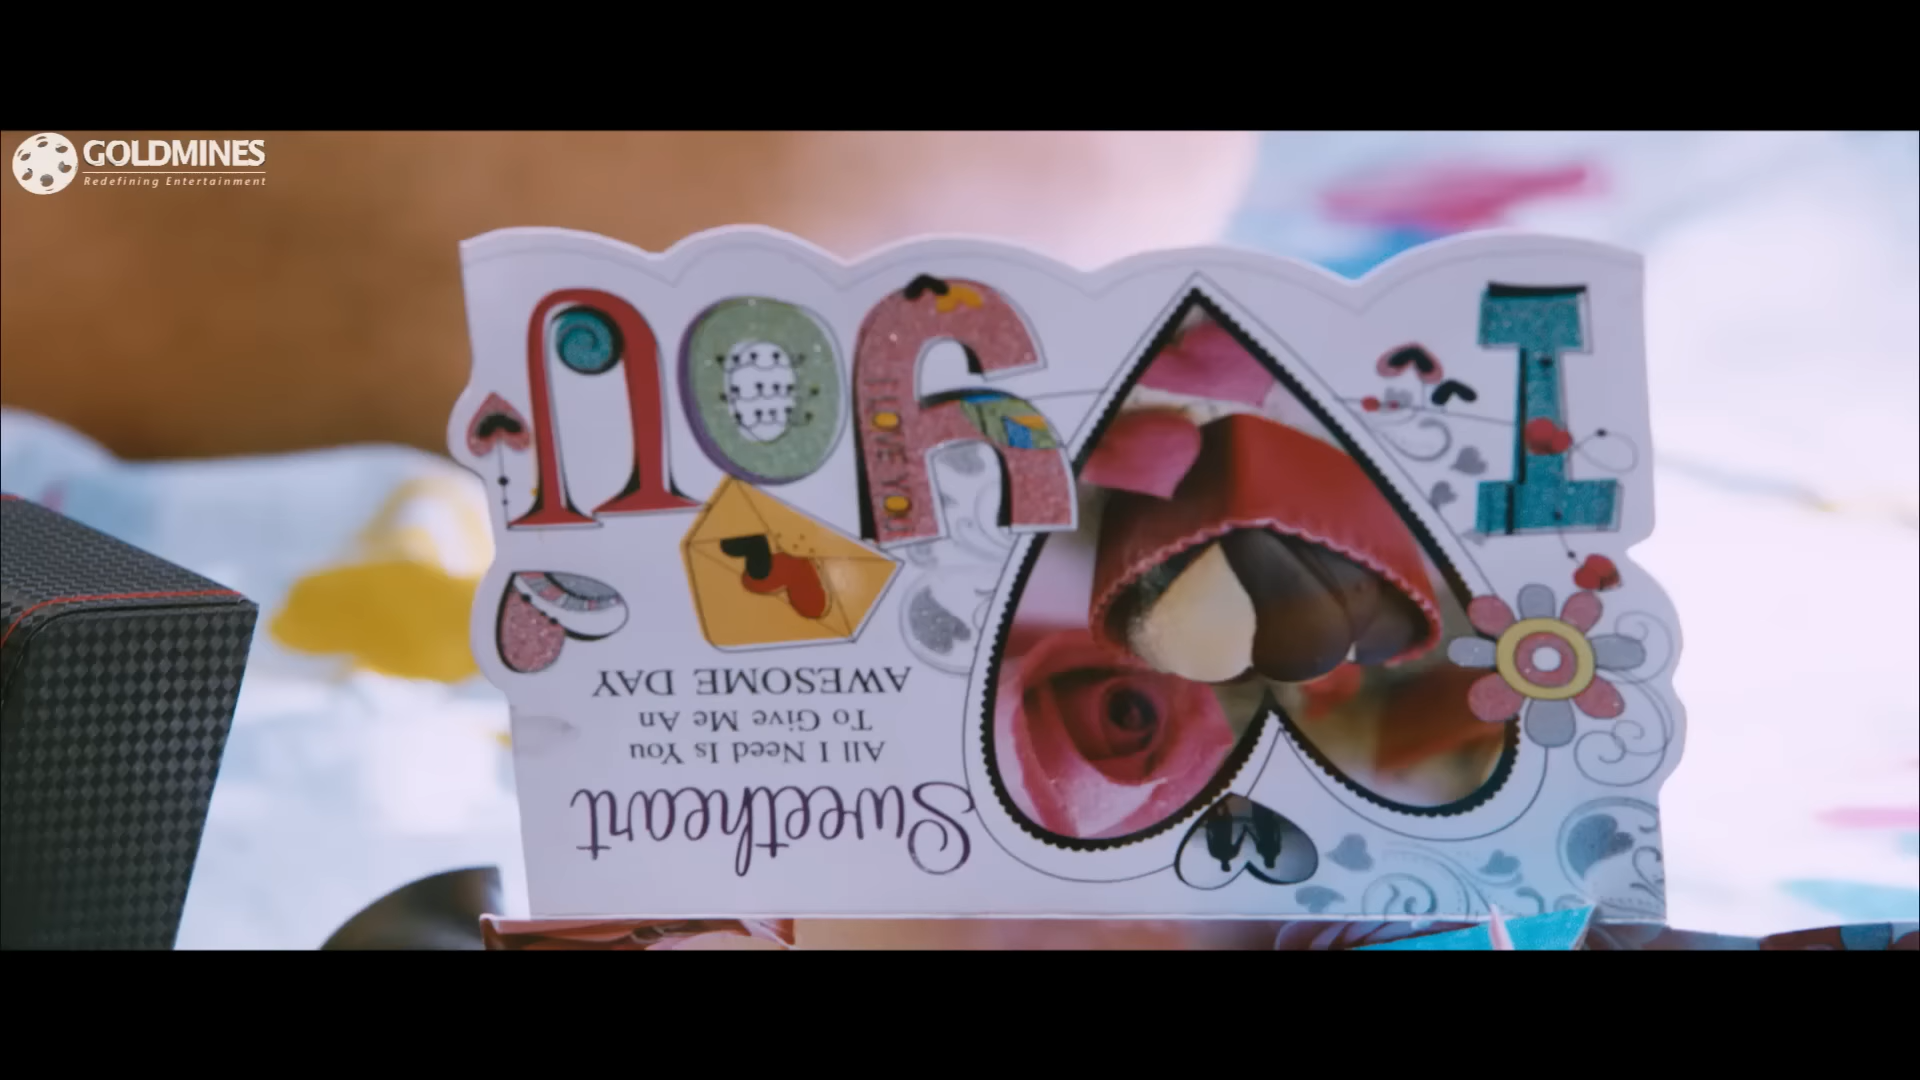 GOLDMINES
Redefining Entertainment
I you
I LOVE YOU
Sweetheart
All I Need Is You
To Give Me An
AWESOME DAY